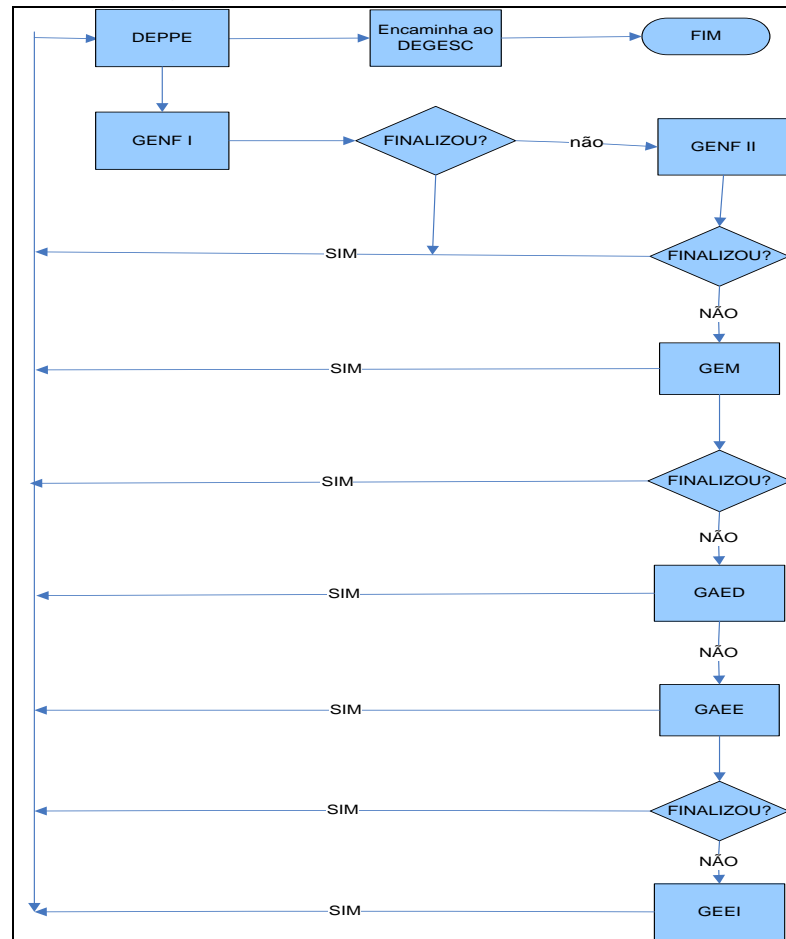 DEPPE
Encaminha ao
DEGESC
FIM
GENF I
FINALIZOU?
não
GENF II
SIM
FINALIZOU?
NÃO
SIM
GEM
SIM
FINALIZOU?
NÃO
SIM
GAED
NÃO
SIM
GAEE
SIM
FINALIZOU?
NÃO
SIM
GEEI